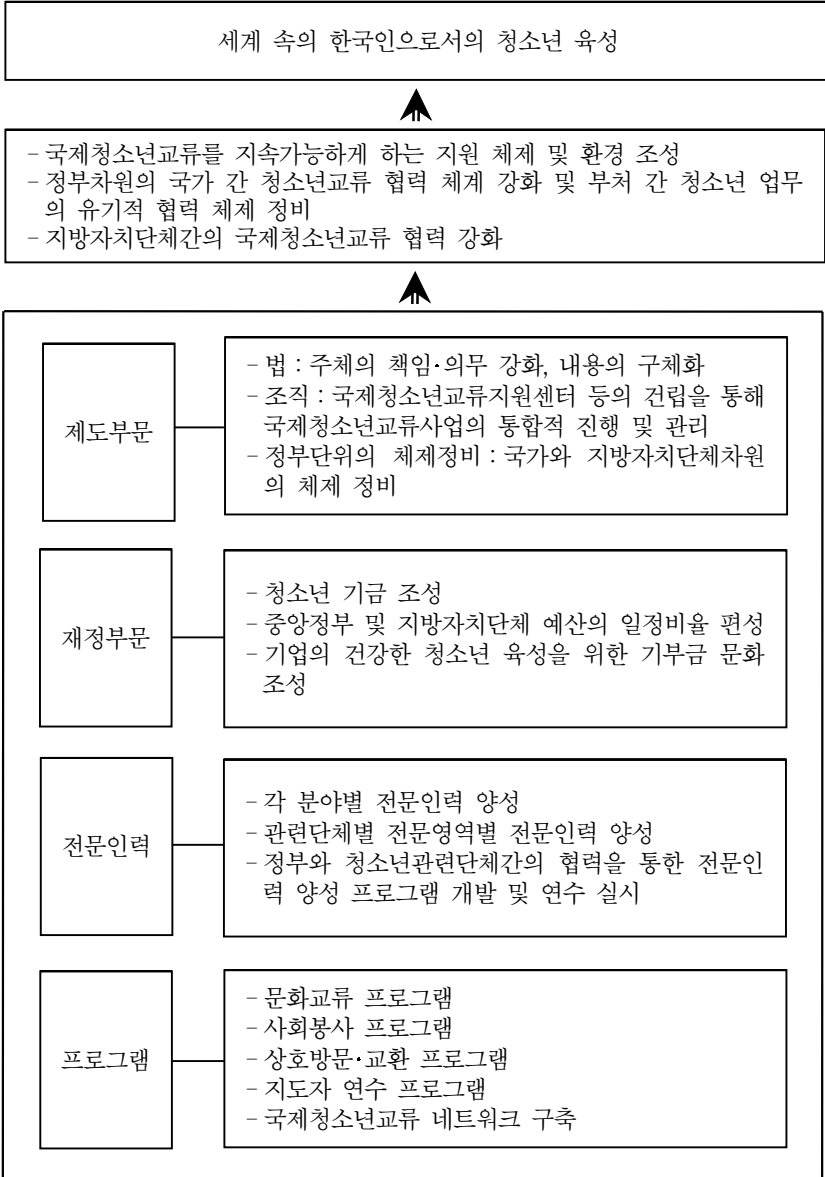 세계 속의 한국인으로서의 청소년 육성
- 국제청소년교류를 지속가능하게 하는 지원 체제 및 환경 조성
- 정부차원의 국가 간 청소년교류 협력 체계 강화 및 부처 간 청소년 업무
의 유기적 협력 체제 정비
- 지방자치단체간의 국제청소년교류 협력 강화
제도부문
- 법 : 주체의 책임·의무 강화, 내용의 구체화
- 조직 : 국제청소년교류지원센터 등의 건립을 통해
국제청소년교류사업의 통합적 진행 및 관리
- 정부단위의 체제정비 : 국가와 지방자치단체차원
의 체제 정비
재정부문
- 청소년 기금 조성
- 중앙정부 및 지방자치단체 예산의 일정비율 편성
- 기업의 건강한 청소년 육성을 위한 기부금 문화
조성
전문인력
- 각 분야별 전문인력 양성
- 관련단체별 전문영역별 전문인력 양성
- 정부와 청소년관련단체간의 협력을 통한 전문인
력 양성 프로그램 개발 및 연수 실시
프로그램
- 문화교류 프로그램
- 사회봉사 프로그램
- 상호방문·교환 프로그램
- 지도자 연수 프로그램
- 국제청소년교류 네트워크 구축